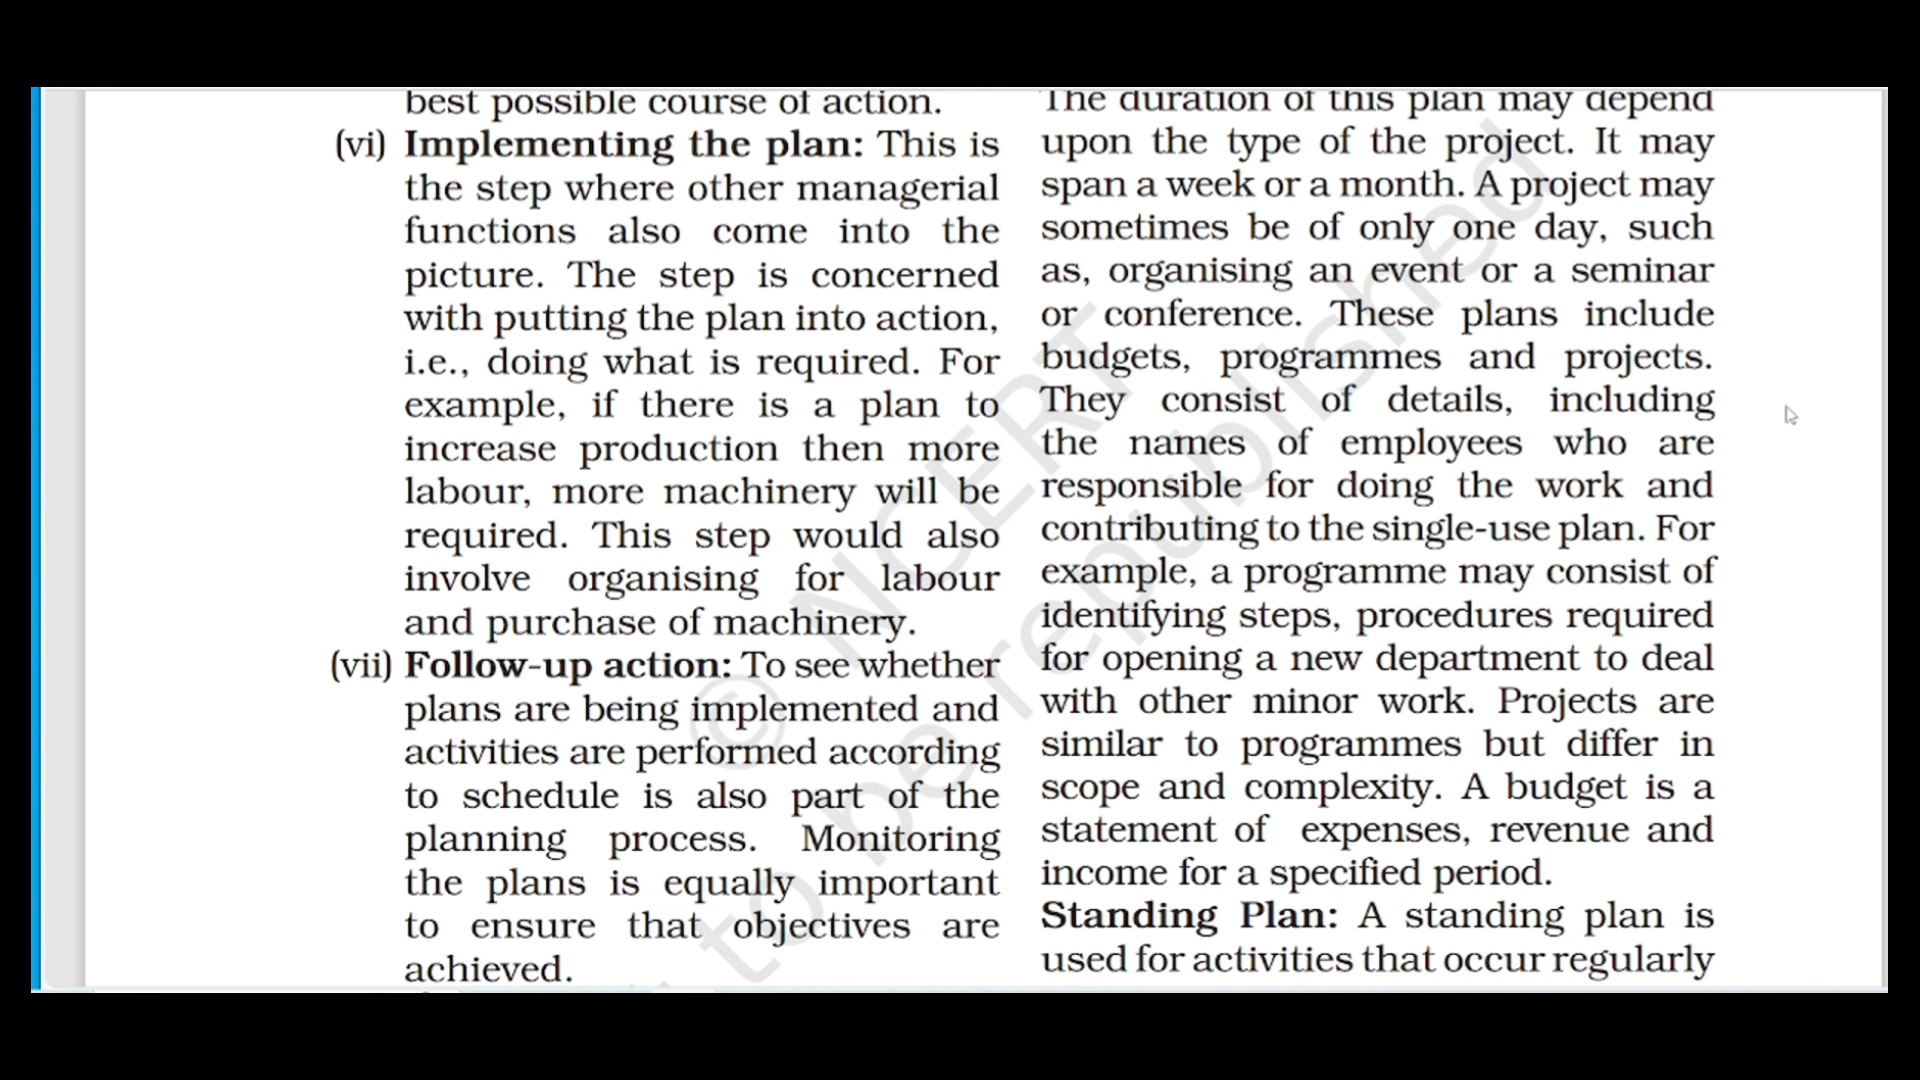 best possible course of action.
(vi) Implementing the plan: This is
the step where other managerial
functions also come into the
picture. The step is concerned
with putting the plan into action,
i.e., doing what is required. For
example, if there is a plan to
increase production then more
labour, more machinery will be
required. This step would also
involve organising for labour
and purchase of machinery.
(vii) Follow-up action: To see whether
plans are being implemented and
activities are performed according
to schedule is also part of the
planning process. Monitoring
the plans is equally important
to ensure that objectives are
achieved.
The duration of this plan may depend
upon the type of the project. It may
span a week or a month. A project may
sometimes be of only one day, such
as, organising an event or a seminar
or conference. These plans include
budgets, programmes and projects.
They consist of details, including
the names of employees who are
responsible for doing the work and
contributing to the single-use plan. For
example, a programme may consist of
identifying steps, procedures required
for opening a new department to deal
with other minor work. Projects are
similar to programmes but differ in
scope and complexity. A budget is a
statement of expenses, revenue and
income for a specified period.
Standing Plan: A standing plan is
used for activities that occur regularly
© NCERT
to be republished